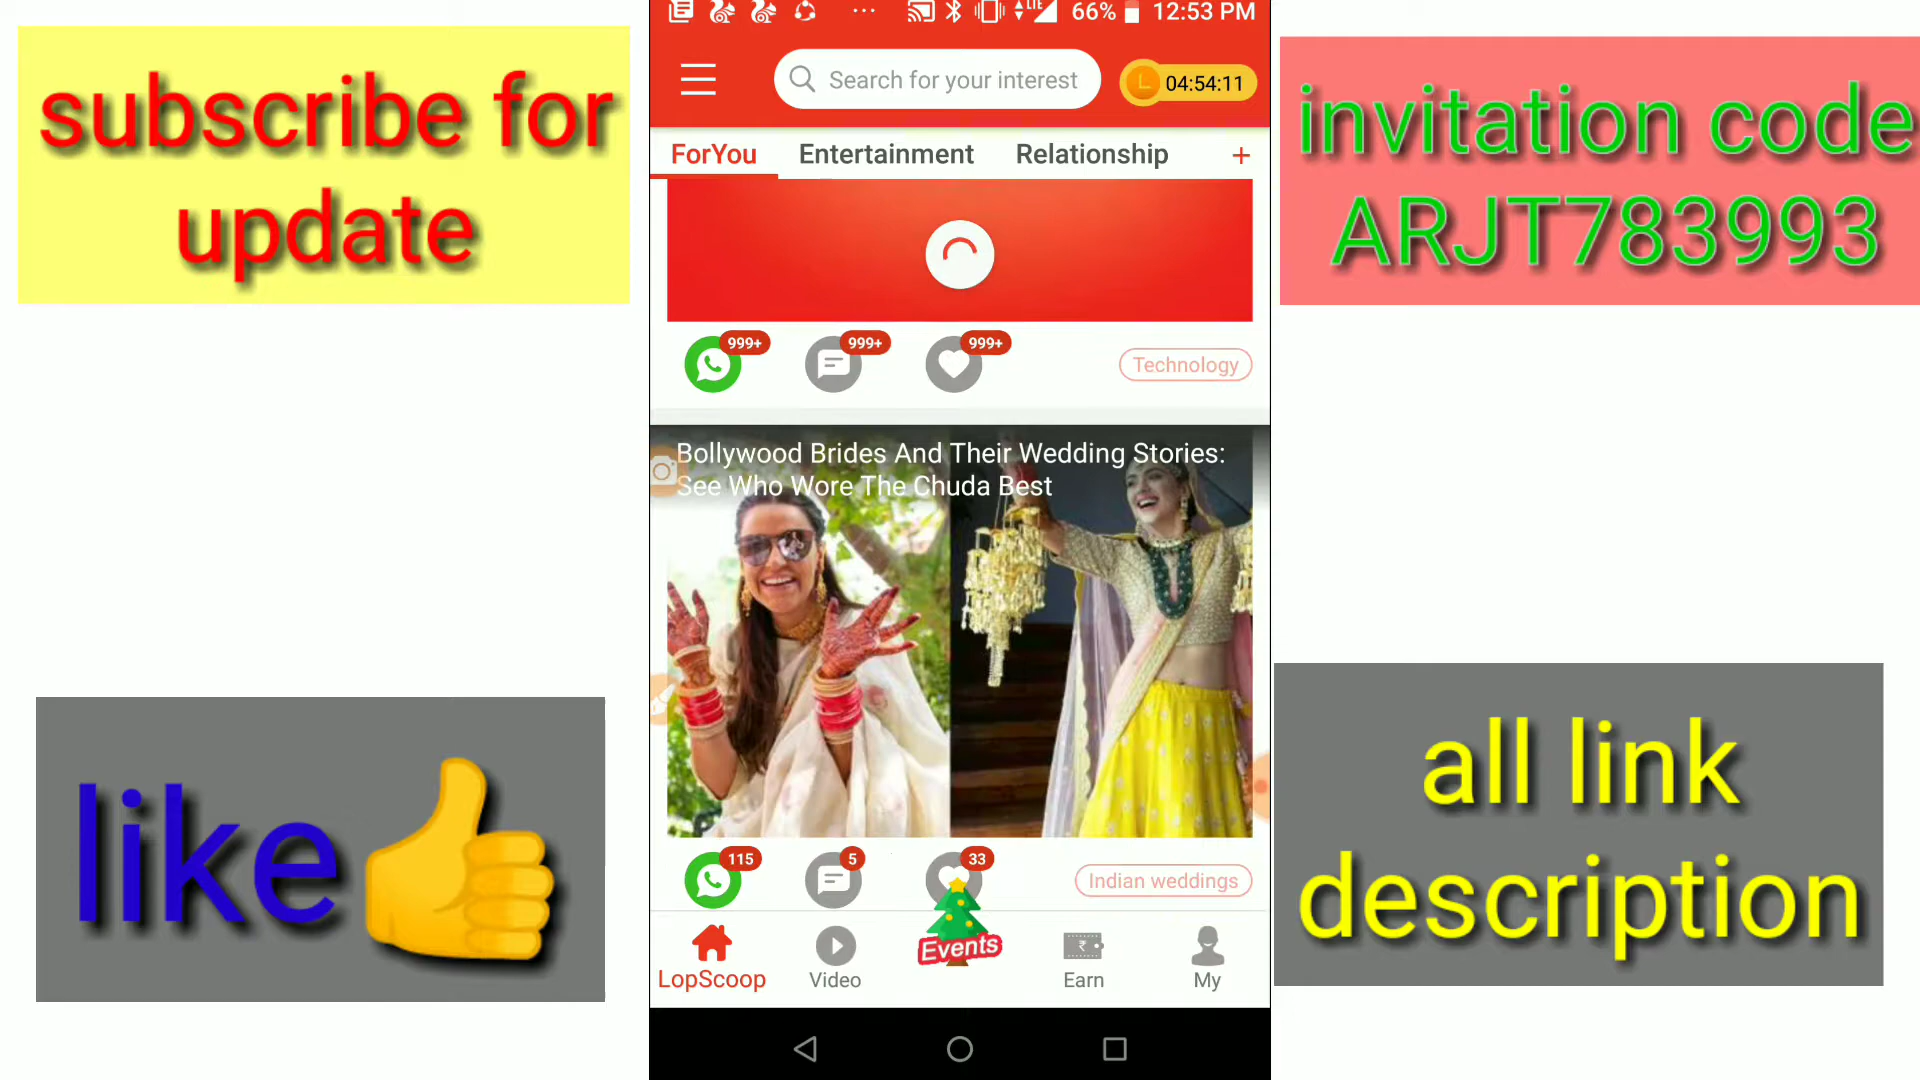 subscribe for
update
like
66% 12:53 PM
LTE
Search for your interest
04:54:11
ForYou Entertainment Relationship +
999+ 999+ 999+
Technology
Bollywood Brides And Their Wedding Stories:
See Who Wore The Chuda Best
115 5 33
Indian weddings
Events
LopScoop Video Earn My
invitation code
ARJT783993
all link
description